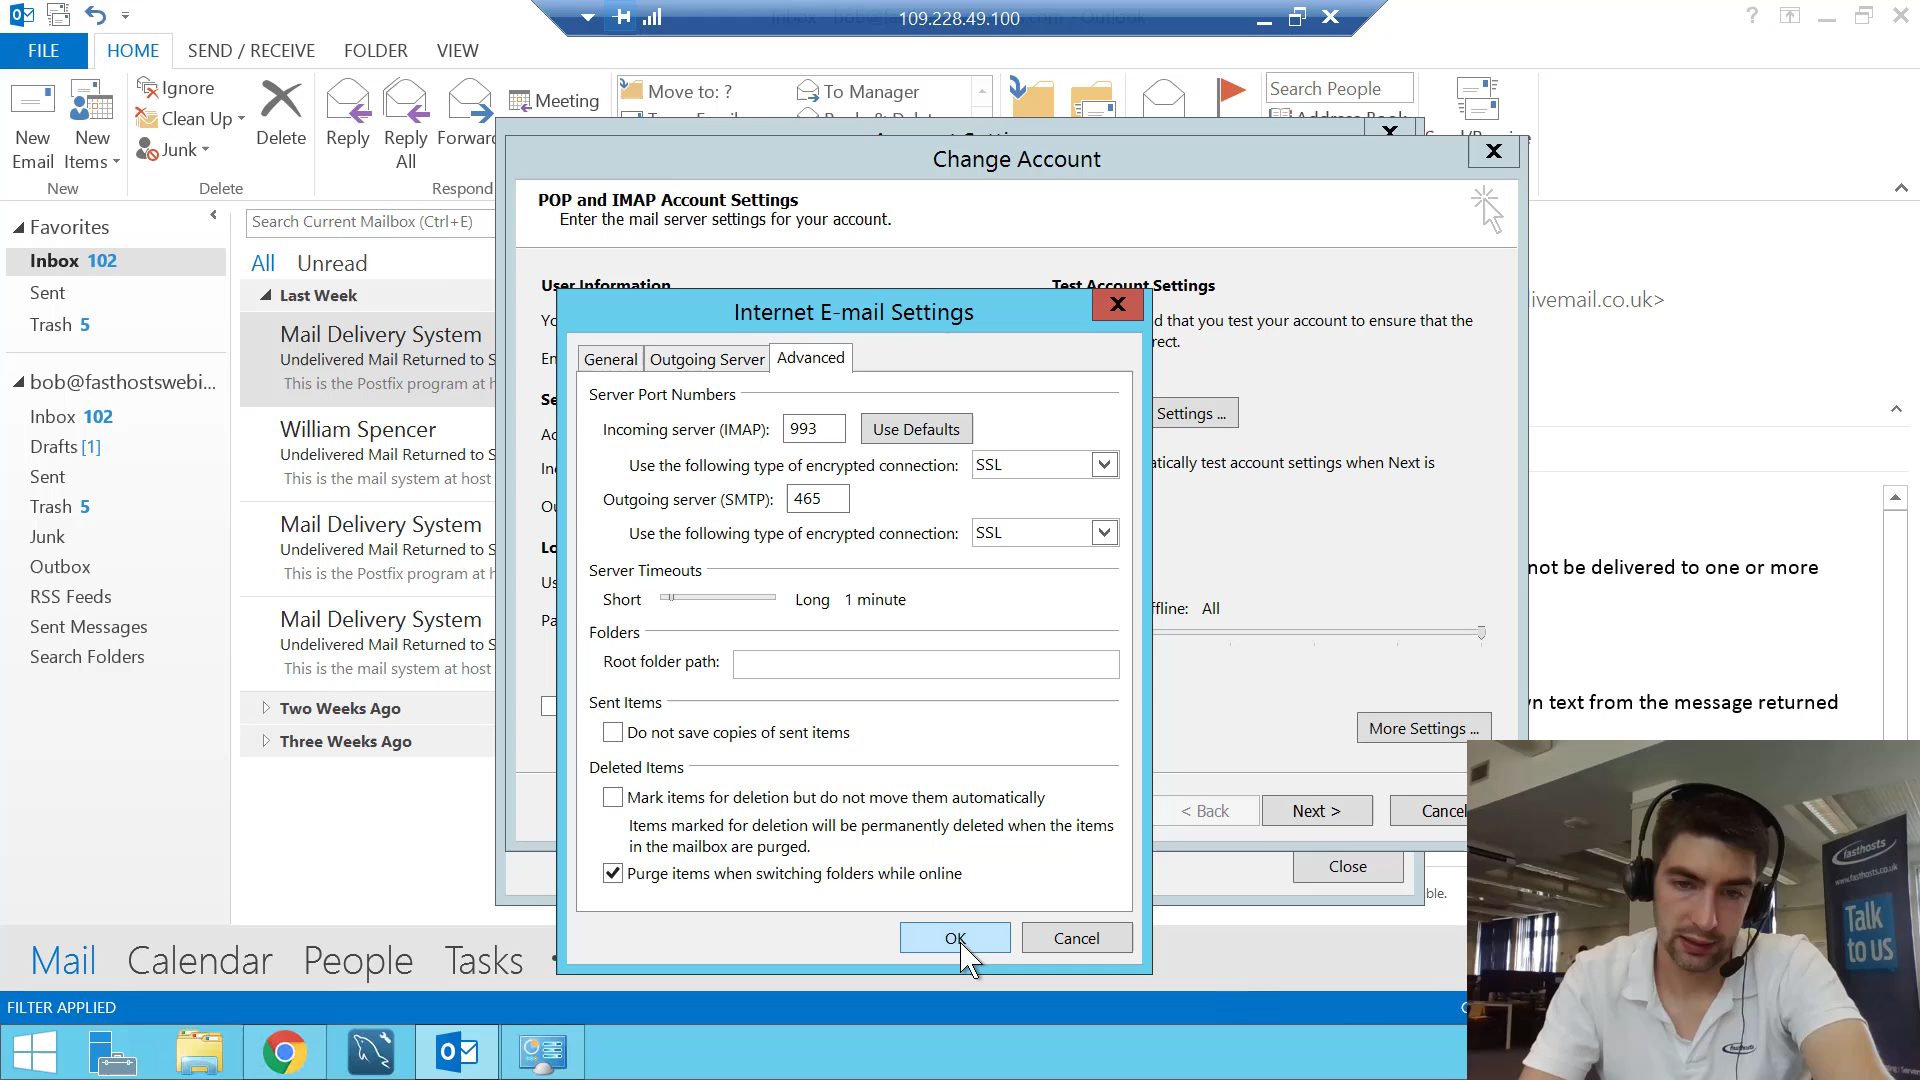 109.228.49.100
FILE
HOME
SEND / RECEIVE
FOLDER
VIEW
New
Email
New
Items
New
Ignore
Clean Up
Junk
Delete
Delete
Reply
Reply
All
Forward
Respond
Meeting
Move to: ?
To Manager
Search People
Favorites
Inbox 102
Sent
Trash 5
bob@fasthostswebi...
Inbox 102
Drafts [1]
Sent
Trash 5
Junk
Outbox
RSS Feeds
Sent Messages
Search Folders
Search Current Mailbox (Ctrl+E)
All Unread
Last Week
Mail Delivery System
Undelivered Mail Returned to S
This is the Postfix program at h
William Spencer
Undelivered Mail Returned to S
This is the mail system at host
Mail Delivery System
Undelivered Mail Returned to S
This is the Postfix program at h
Mail Delivery System
Undelivered Mail Returned to S
This is the mail system at host
Two Weeks Ago
Three Weeks Ago
Change Account
POP and IMAP Account Settings
Enter the mail server settings for your account.
User Information
Test Account Settings
d that you test your account to ensure that the
rect.
Settings ...
atically test account settings when Next is
ffline: All
More Settings ...
< Back
Next >
Cancel
Close
Internet E-mail Settings
General
Outgoing Server
Advanced
Server Port Numbers
Incoming server (IMAP): 993 Use Defaults
Use the following type of encrypted connection: SSL
Outgoing server (SMTP): 465
Use the following type of encrypted connection: SSL
Server Timeouts
Short Long 1 minute
Folders
Root folder path:
Sent Items
Do not save copies of sent items
Deleted Items
Mark items for deletion but do not move them automatically
Items marked for deletion will be permanently deleted when the items
in the mailbox are purged.
Purge items when switching folders while online
OK
Cancel
ivemail.co.uk>
not be delivered to one or more
n text from the message returned
ble.
Mail Calendar People Tasks
FILTER APPLIED
fasthosts
www.fasthosts.co.uk
Talk
to us
fasthosts